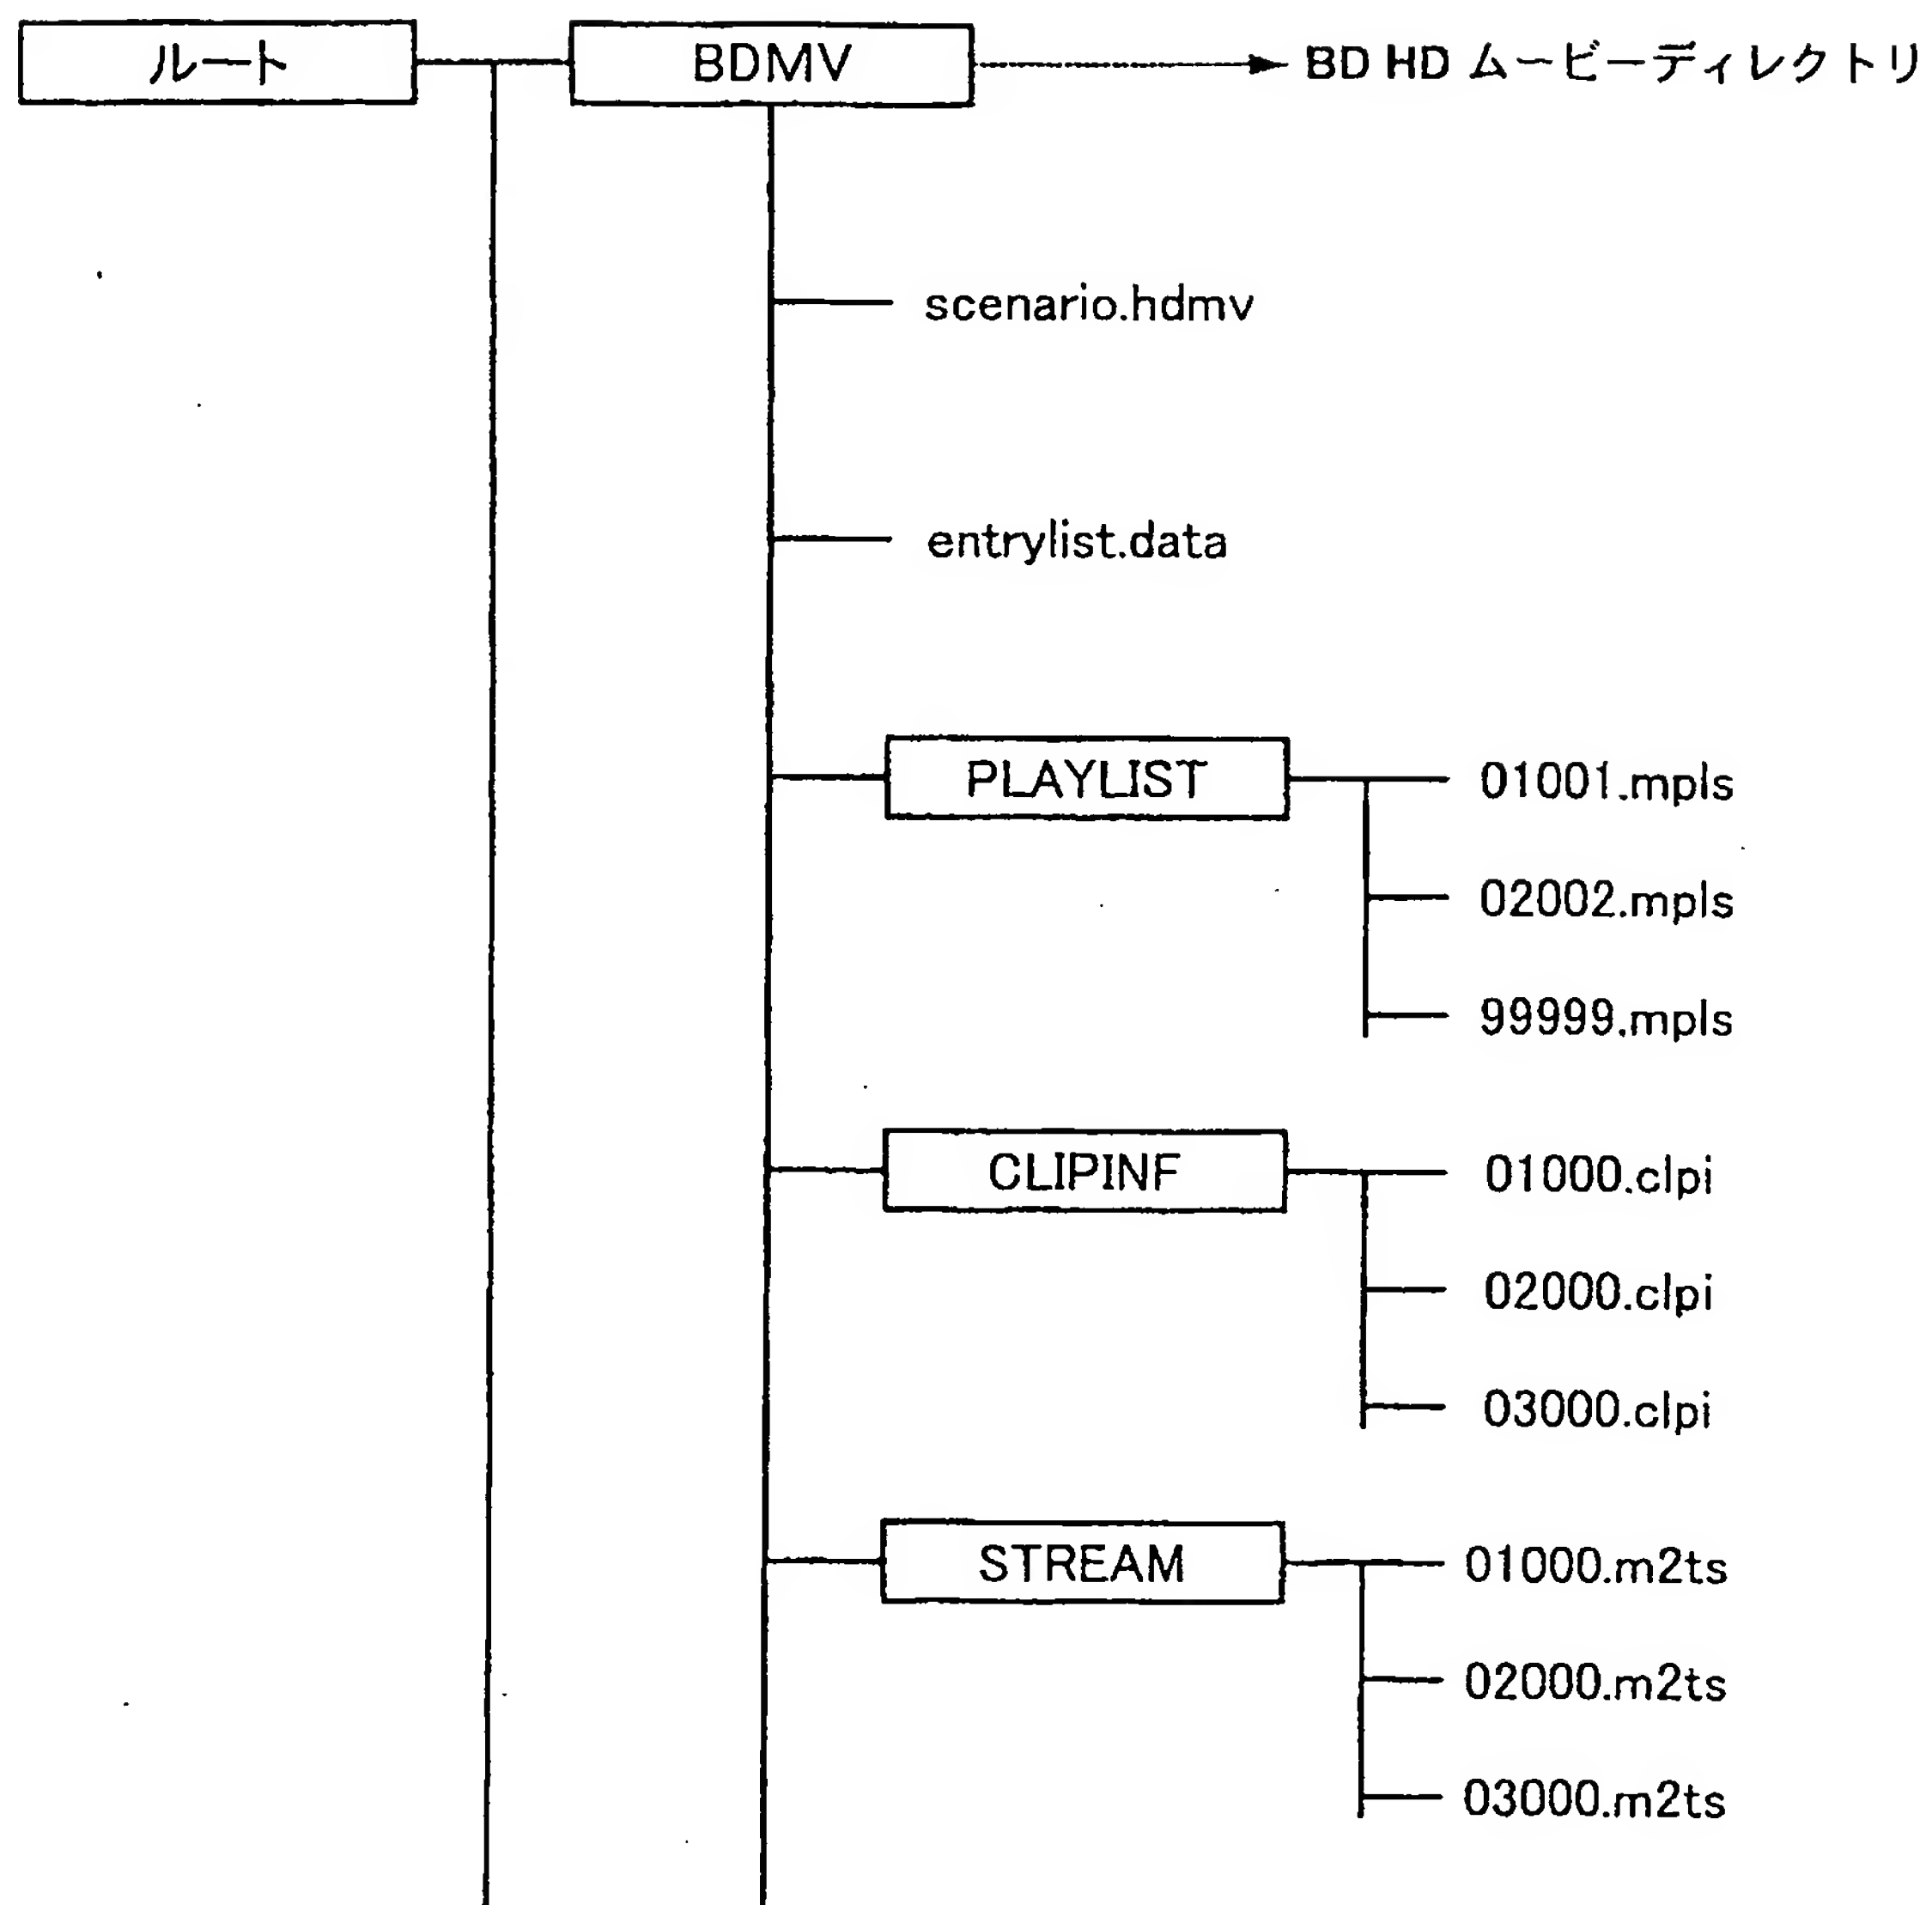 ルート
BDMV
BD HD ムービーディレクトリ
scenario.hdmv
entrylist.data
PLAYLIST
01001.mpls
02002.mpls
99999.mpls
CLIPINF
01000.clpi
02000.clpi
03000.clpi
STREAM
01000.m2ts
02000.m2ts
03000.m2ts